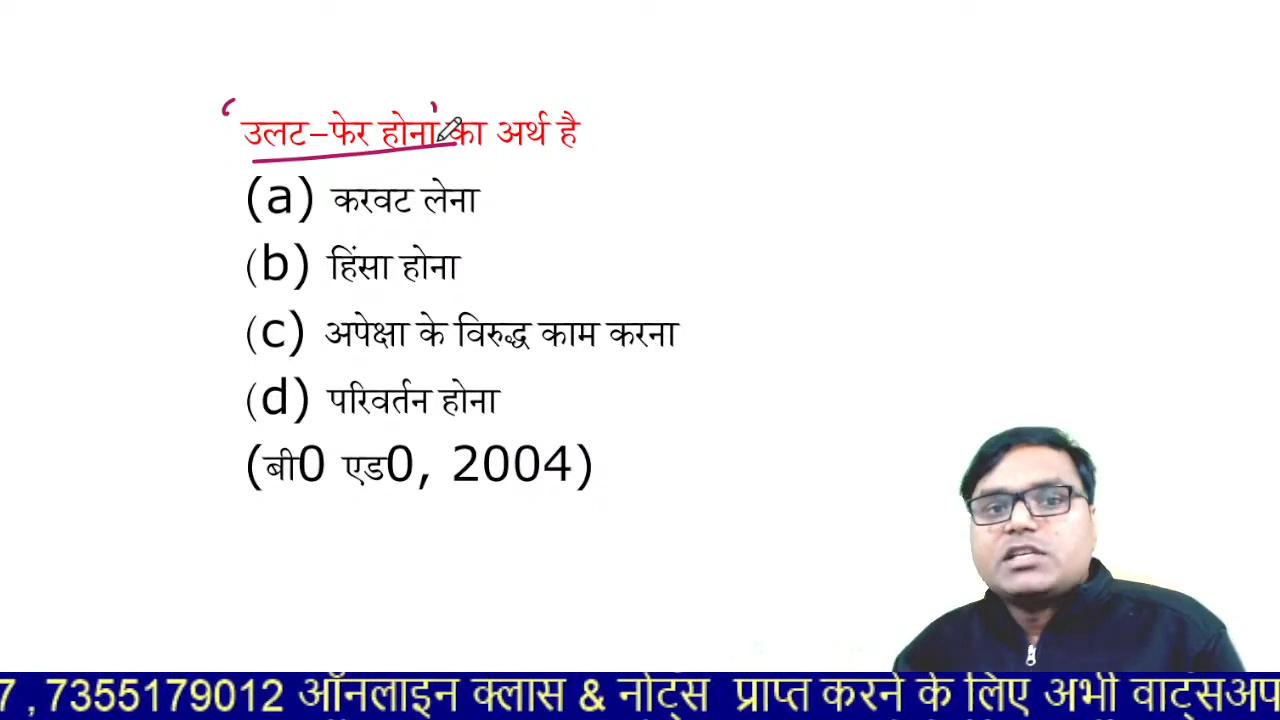 ‘उलट–फेर होना’ का अर्थ है
(a) करवट लेना
(b) हिंसा होना
(c) अपेक्षा के विरुद्ध काम करना
(d) परिवर्तन होना
(बी0 एड0, 2004)
7 , 7355179012 ऑनलाइन क्लास & नोट्स प्राप्त करने के लिए अभी वाट्सअप